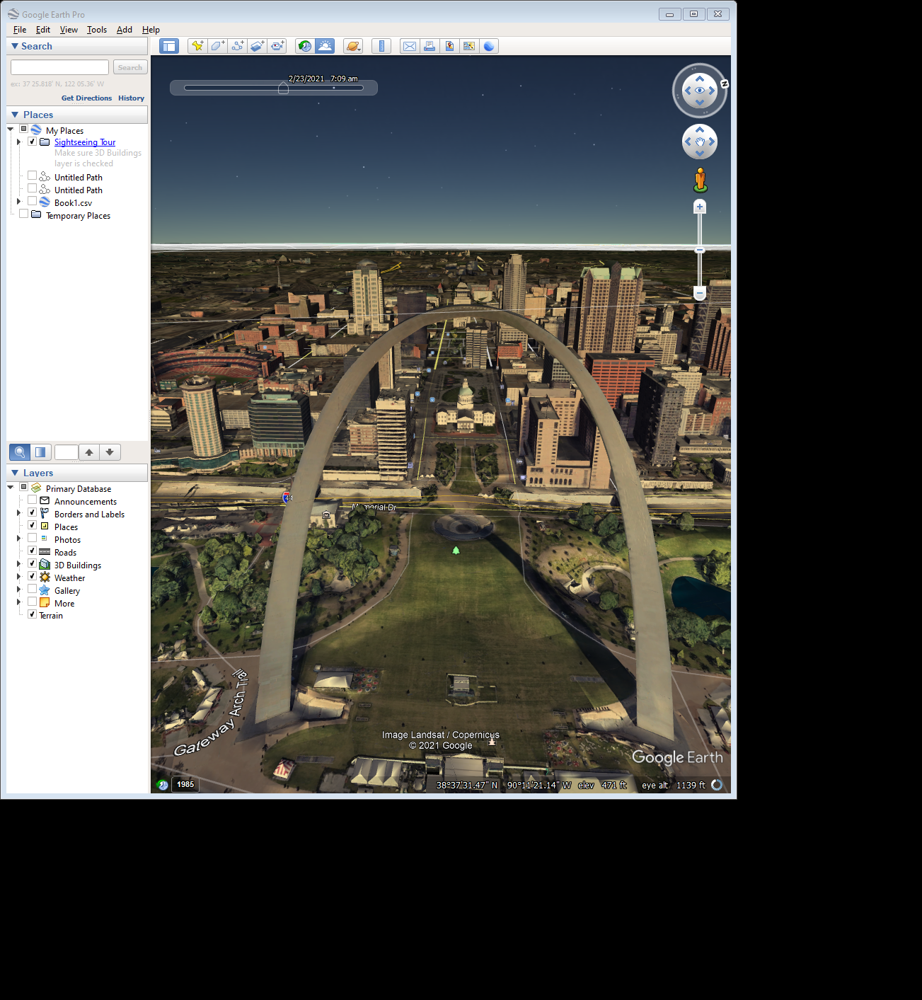 Google Earth Pro
File Edit View Tools Add Help
Search
Search
ex: 37 25.818' N, 122 05.36' W
Get Directions History
Places
My Places
Sightseeing Tour
Make sure 3D Buildings
layer is checked
Untitled Path
Untitled Path
Book1.csv
Temporary Places
Layers
Primary Database
Announcements
Borders and Labels
Places
Photos
Roads
3D Buildings
Weather
Gallery
More
Terrain
2/23/2021 7:09 am
N
44
Memorial Dr
Gateway Arch Trail
Image Landsat / Copernicus
© 2021 Google
Google Earth
1985
38°37'31.47" N 90°11'21.14" W elev 471 ft eye alt 1139 ft